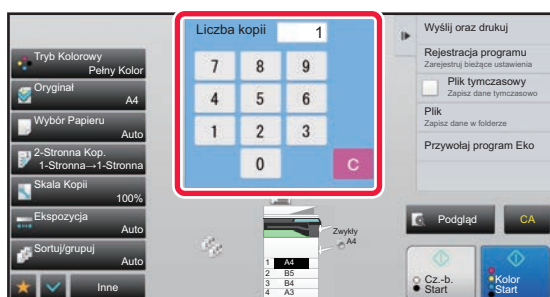 Liczba kopii 1
7 8 9
4 5 6
1 2 3
0 C
Tryb Kolorowy
Pełny Kolor
Oryginał
A4
Wybór Papieru
Auto
2-Stronna Kop.
1-Stronna→1-Stronna
Skala Kopii
100%
Ekspozycja
Auto
Sortuj/grupuj
Auto
Inne
Zwykły
A4
1 A4
2 B5
3 B4
4 A3
Wyślij oraz drukuj
Rejestracja programu
Zarejestruj bieżące ustawienia
Plik tymczasowy
Zapisz dane tymczasowo
Plik
Zapisz dane w folderze
Przywołaj program Eko
Podgląd
CA
Cz.-b.
Start
Kolor
Start